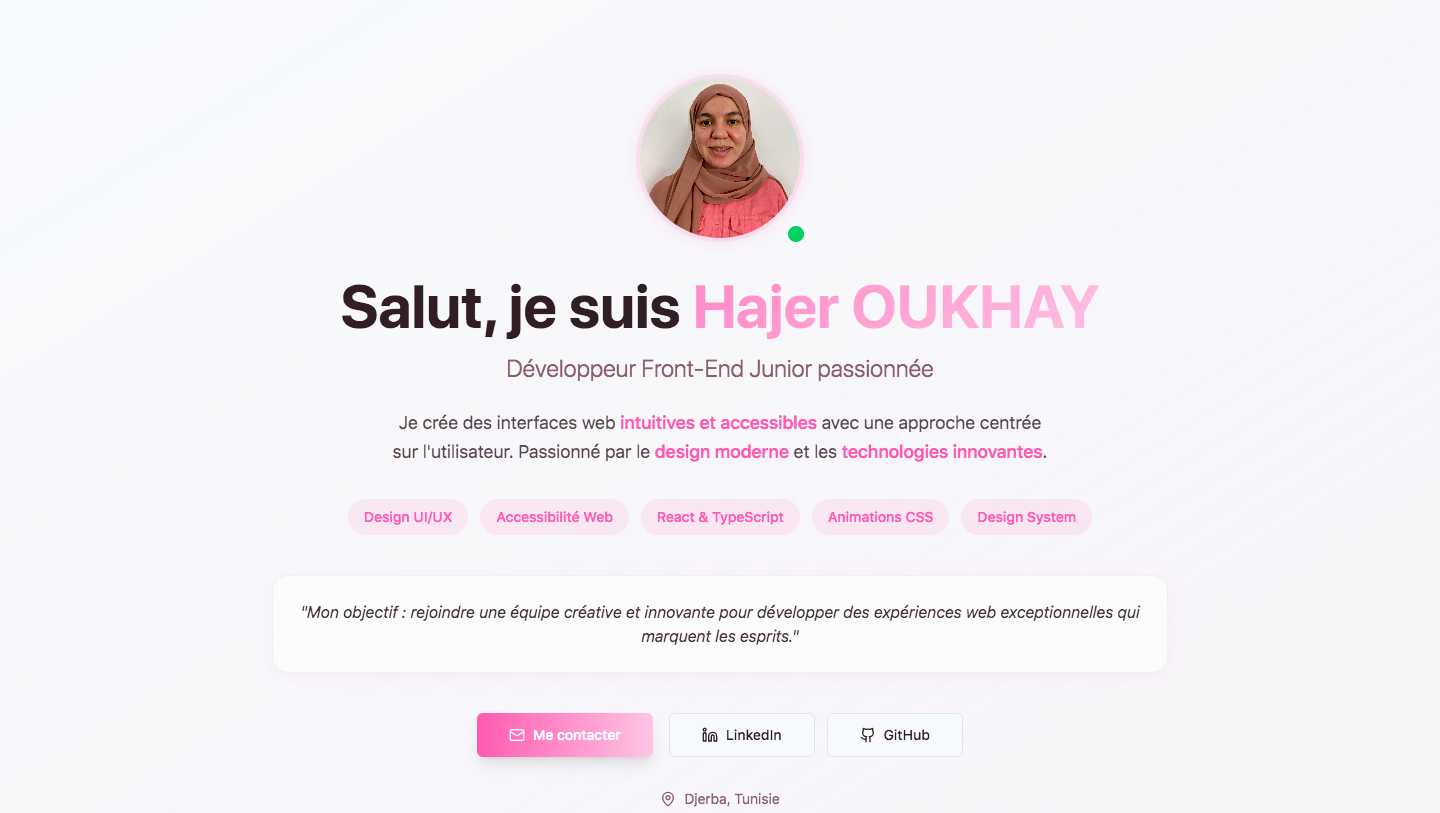 Salut, je suis Hajer OUKHAY
Développeur Front-End Junior passionnée
Je crée des interfaces web intuitives et accessibles avec une approche centrée
sur l'utilisateur. Passionné par le design moderne et les technologies innovantes.
Design UI/UX
Accessibilité Web
React & TypeScript
Animations CSS
Design System
"Mon objectif : rejoindre une équipe créative et innovante pour développer des expériences web exceptionnelles qui
marquent les esprits."
Me contacter
LinkedIn
GitHub
Djerba, Tunisie